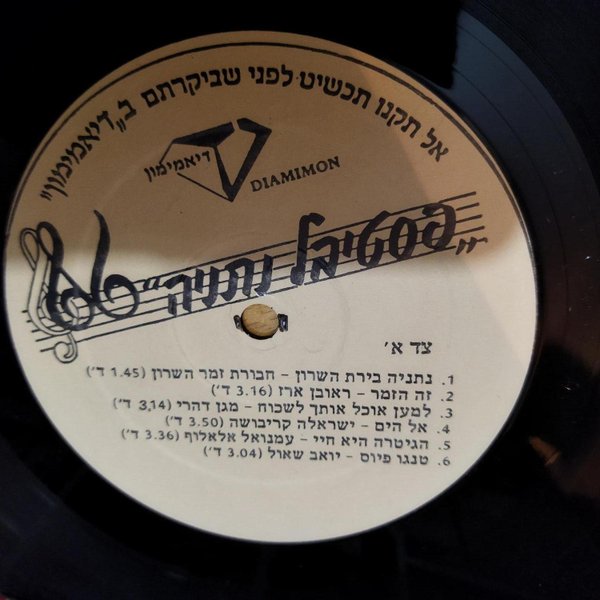 אל תקנו תכשיט לפני שביקרתם ב„דיאמימון"
דיאמימון
DIAMIMON
„פסטיבל נתניה"
צד א'
1. נתניה בירת השרון - חבורת זמר השרון (1.45 ד')
2. זה הזמר - ראובן ארז (3.16 ד')
3. למען אוכל אותך לשכוח - מגן דהרי (3.14 ד')
4. אל הים - ישראלה קריבושה (3.50 ד')
5. הגיטרה היא חיי - עמנואל אלאלוף (3.36 ד')
6. טנגו פיוס - יואב שאול (3.04 ד')